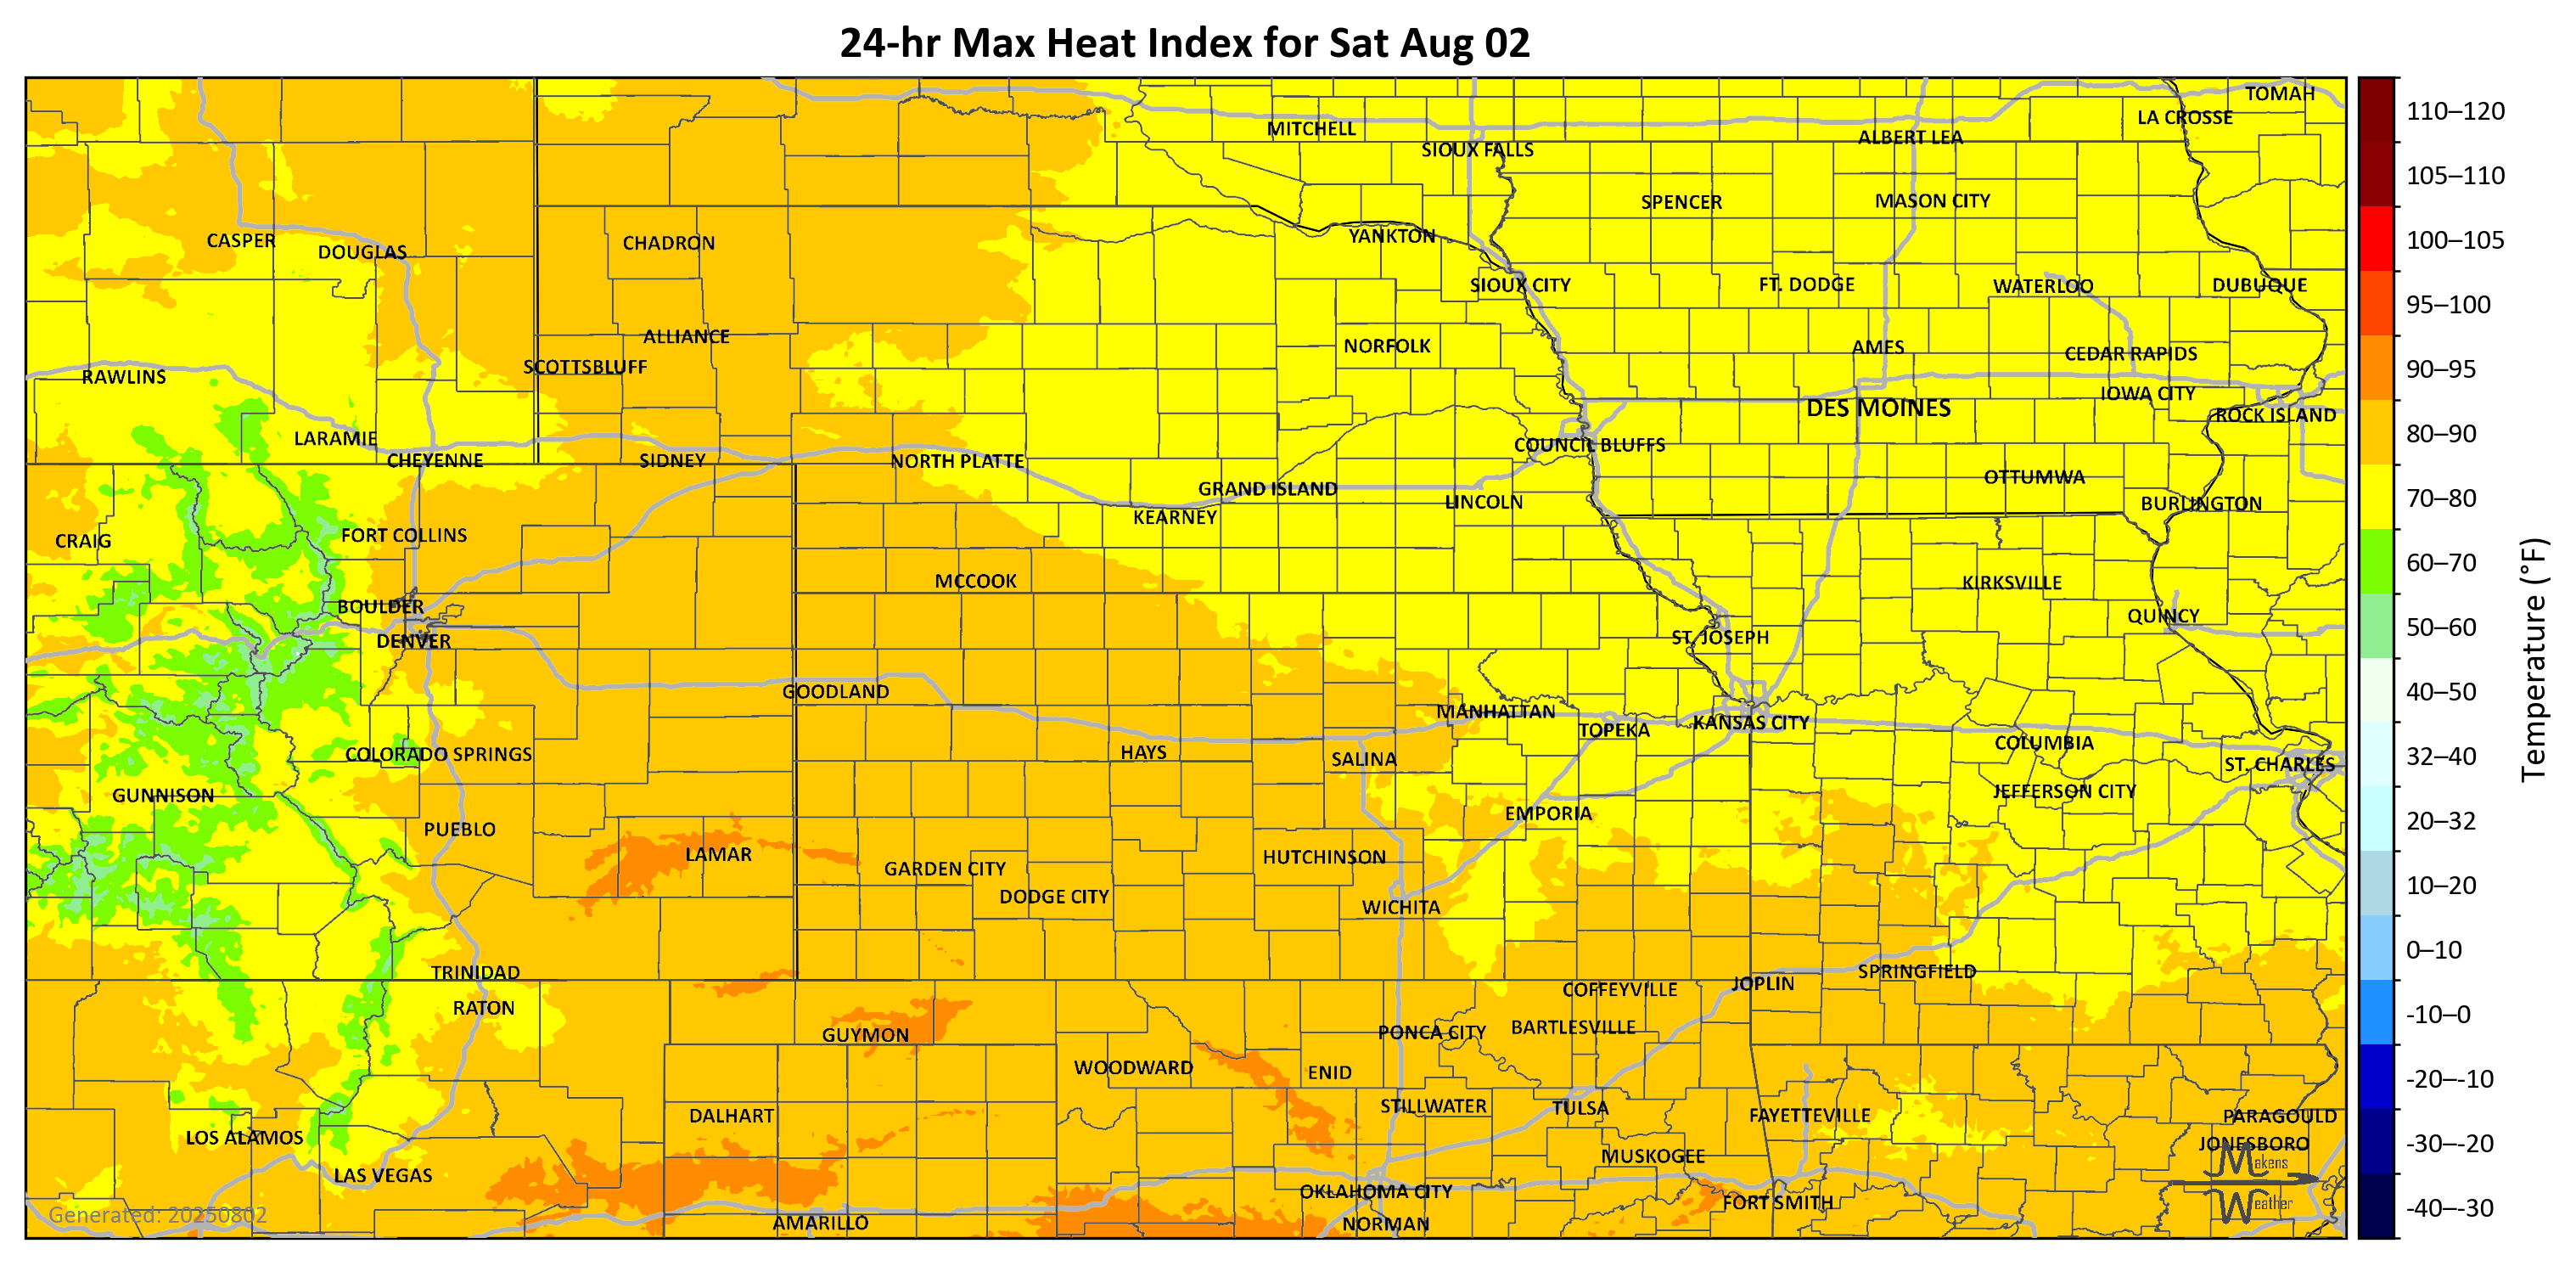 24-hr Max Heat Index for Sat Aug 02
TOMAH
LA CROSSE
MITCHELL
ALBERT LEA
SIOUX FALLS
SPENCER
MASON CITY
CASPER
DOUGLAS
CHADRON
YANKTON
SIOUX CITY
FT. DODGE
WATERLOO
DUBUQUE
ALLIANCE
NORFOLK
AMES
CEDAR RAPIDS
SCOTTSBLUFF
RAWLINS
IOWA CITY
DES MOINES
ROCK ISLAND
LARAMIE
COUNCIL BLUFFS
CHEYENNE
SIDNEY
NORTH PLATTE
OTTUMWA
GRAND ISLAND
LINCOLN
BURLINGTON
KEARNEY
FORT COLLINS
CRAIG
MCCOOK
KIRKSVILLE
BOULDER
QUINCY
DENVER
ST. JOSEPH
GOODLAND
MANHATTAN
TOPEKA
KANSAS CITY
COLUMBIA
COLORADO SPRINGS
HAYS
SALINA
ST. CHARLES
GUNNISON
JEFFERSON CITY
EMPORIA
PUEBLO
LAMAR
HUTCHINSON
GARDEN CITY
DODGE CITY
WICHITA
TRINIDAD
SPRINGFIELD
JOPLIN
COFFEYVILLE
RATON
GUYMON
PONCA CITY
BARTLESVILLE
WOODWARD
ENID
STILLWATER
TULSA
DALHART
FAYETTEVILLE
PARAGOULD
LOS ALAMOS
JONESBORO
MUSKOGEE
LAS VEGAS
OKLAHOMA CITY
FORT SMITH
AMARILLO
NORMAN
Generated: 20250802
Makens
Weather
110–120
105–110
100–105
95–100
90–95
80–90
70–80
60–70
50–60
40–50
32–40
20–32
10–20
0–10
-10–0
-20–-10
-30–-20
-40–-30
Temperature (°F)